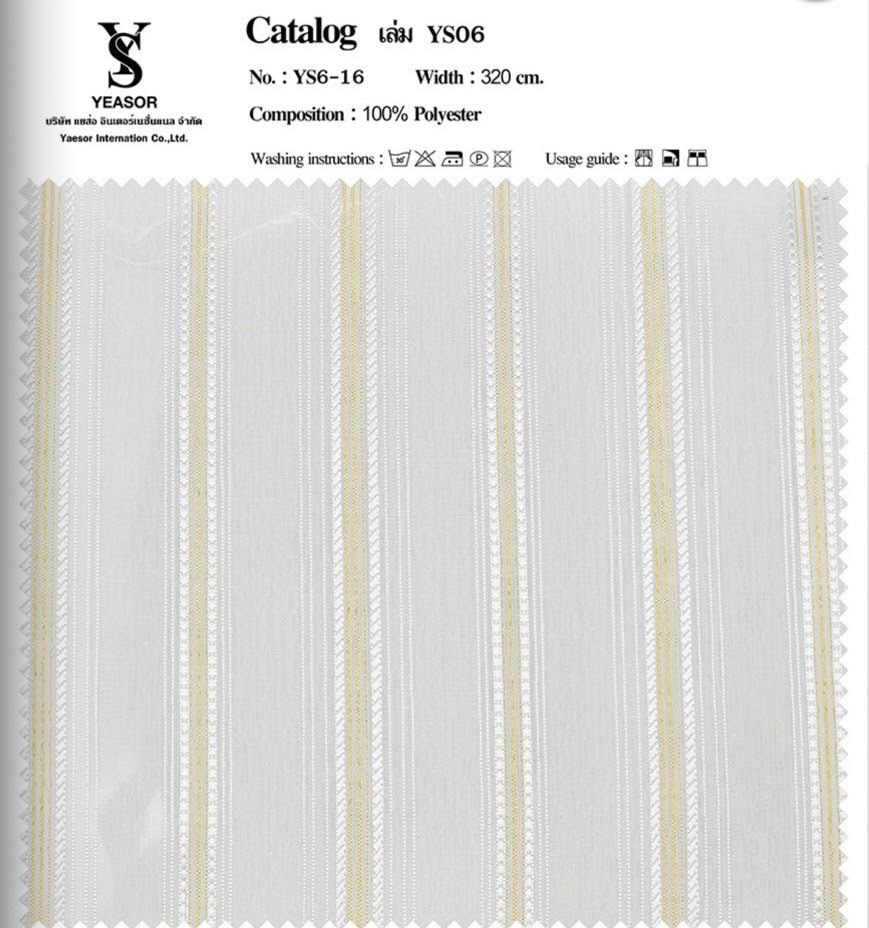 YS
YEASOR
บริษัท แยส่อ อินเตอร์เนชั่นแนล จำกัด
Yaesor Internation Co.,Ltd.
Catalog เล่ม YS06
No. : YS6-16 Width : 320 cm.
Composition : 100% Polyester
Washing instructions : Usage guide :